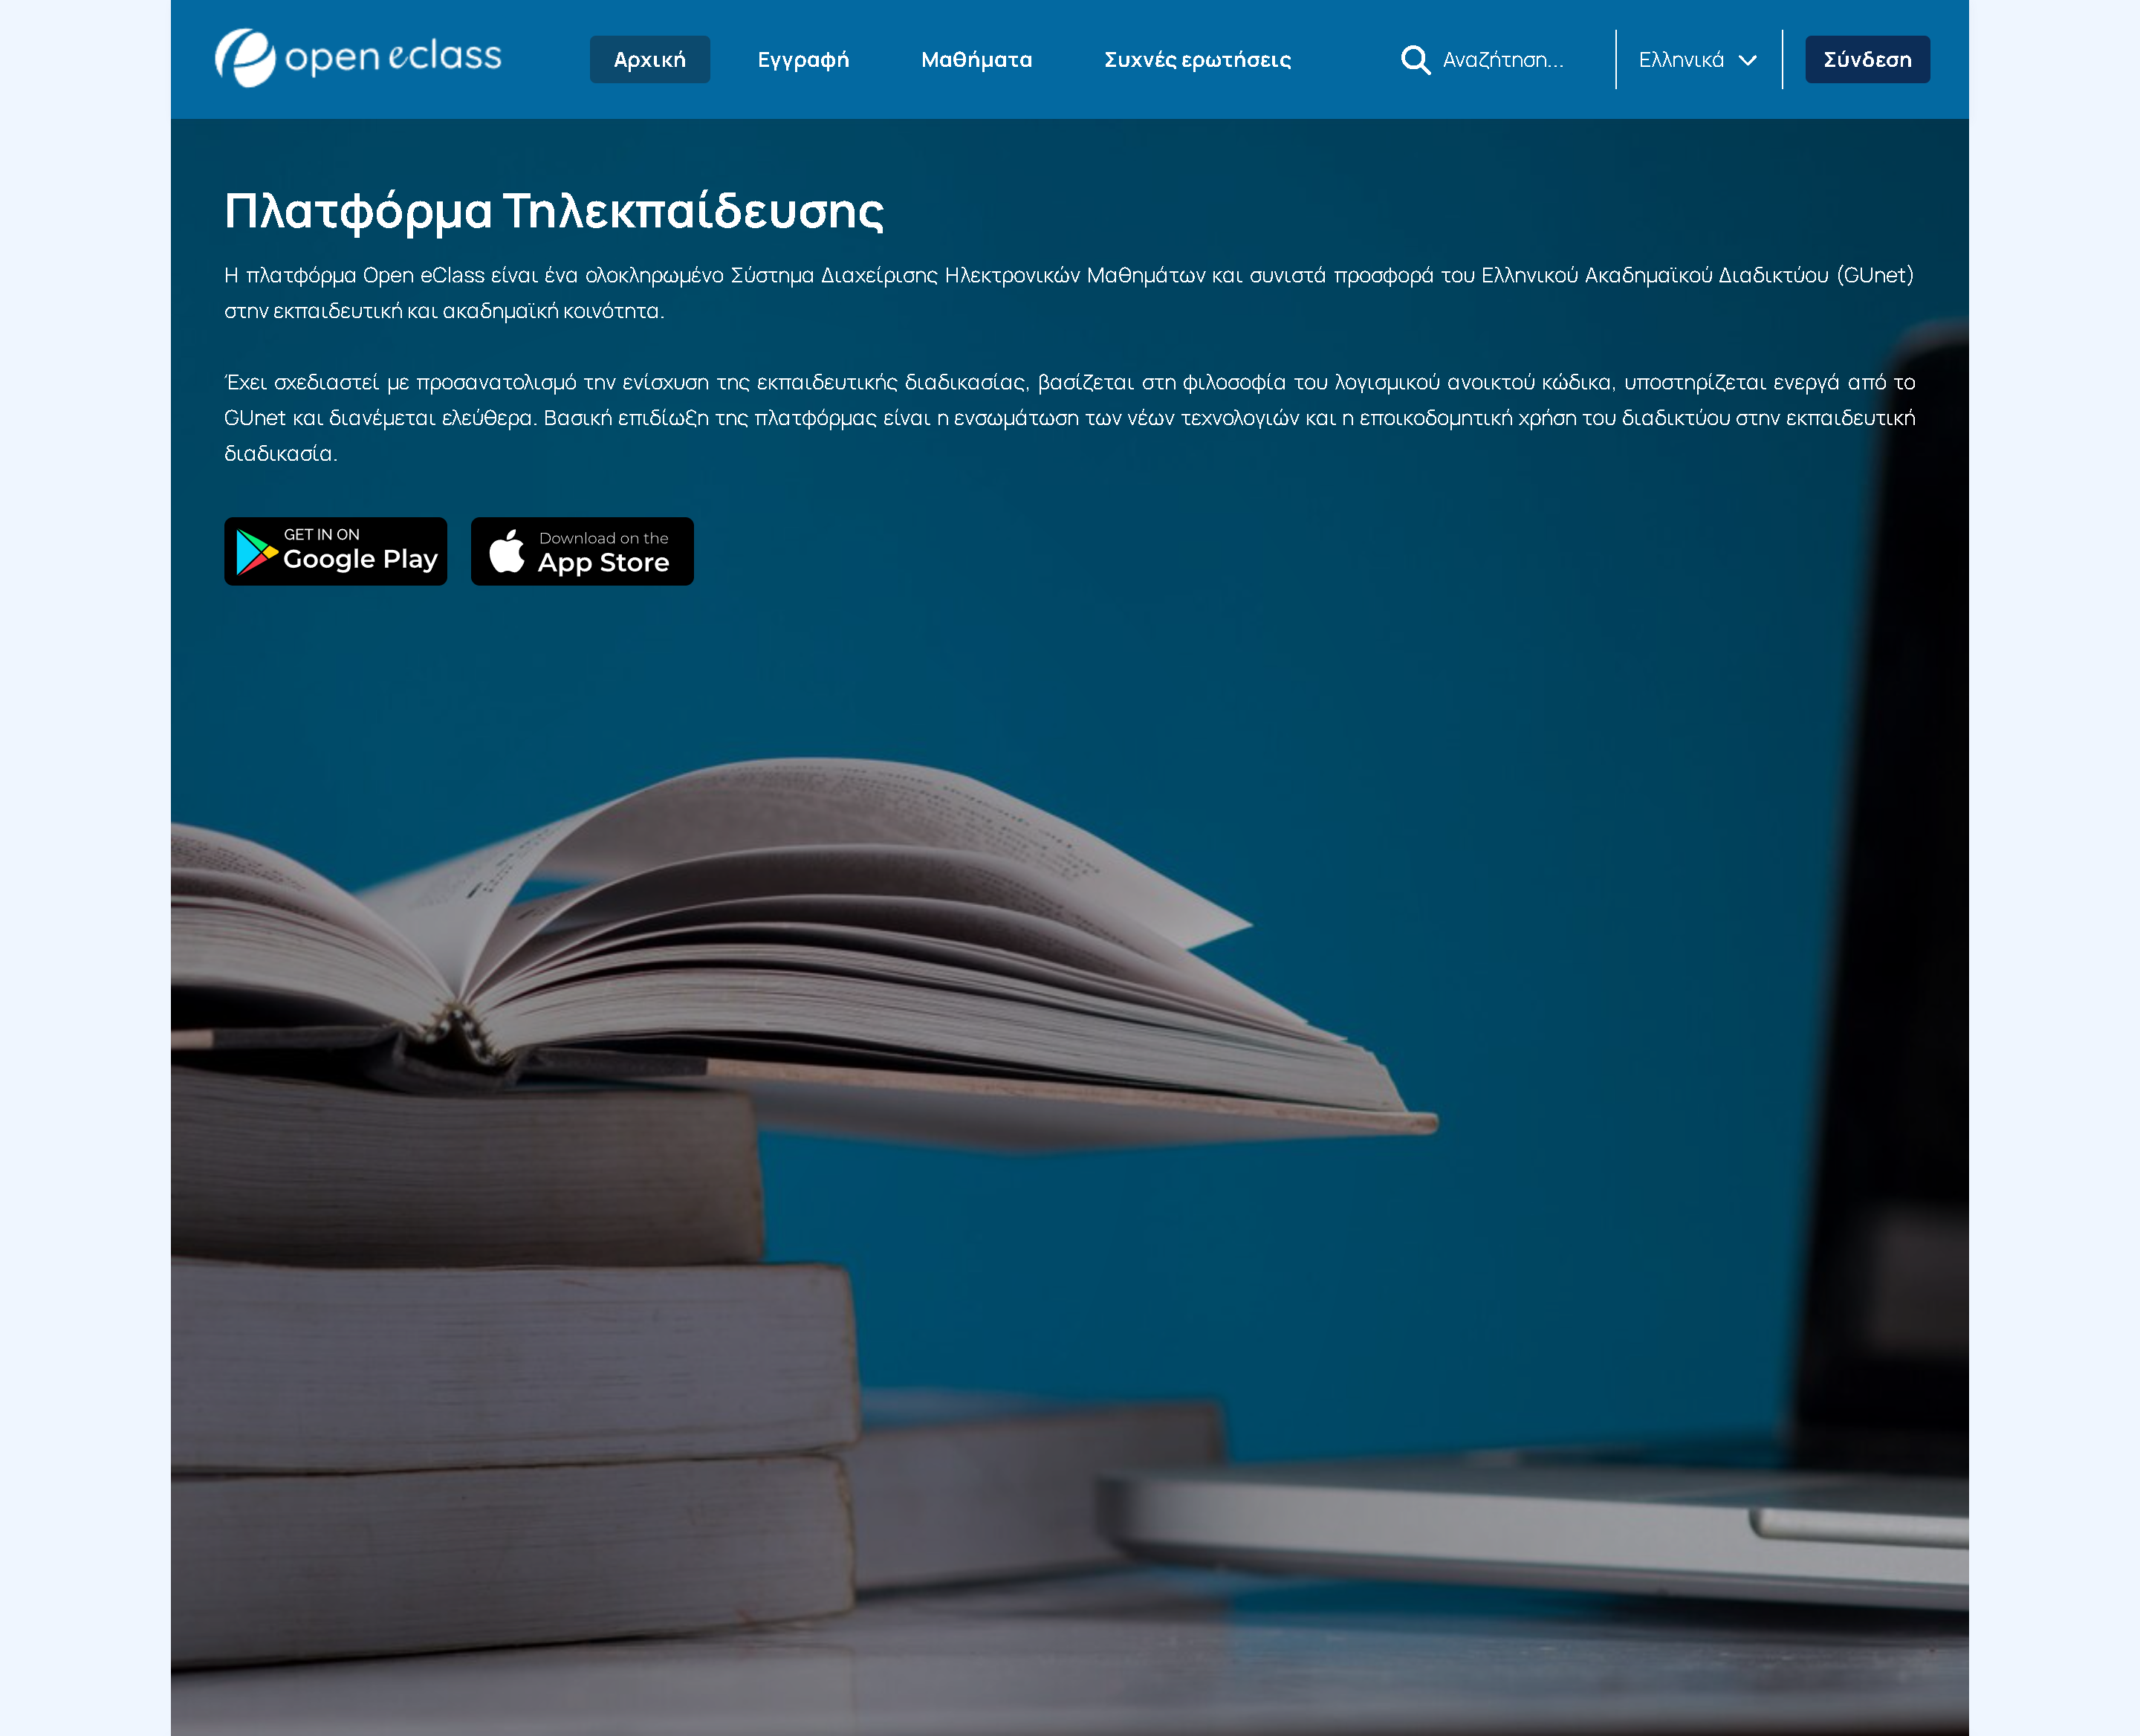 open eclass
Αρχική
Εγγραφή
Μαθήματα
Συχνές ερωτήσεις
Αναζήτηση...
Ελληνικά
Σύνδεση
Πλατφόρμα Τηλεκπαίδευσης
Η πλατφόρμα Open eClass είναι ένα ολοκληρωμένο Σύστημα Διαχείρισης Ηλεκτρονικών Μαθημάτων και συνιστά προσφορά του Ελληνικού Ακαδημαϊκού Διαδικτύου (GUnet)
στην εκπαιδευτική και ακαδημαϊκή κοινότητα.
Έχει σχεδιαστεί με προσανατολισμό την ενίσχυση της εκπαιδευτικής διαδικασίας, βασίζεται στη φιλοσοφία του λογισμικού ανοικτού κώδικα, υποστηρίζεται ενεργά από το
GUnet και διανέμεται ελεύθερα. Βασική επιδίωξη της πλατφόρμας είναι η ενσωμάτωση των νέων τεχνολογιών και η εποικοδομητική χρήση του διαδικτύου στην εκπαιδευτική
διαδικασία.
GET IN ON
Google Play
Download on the
App Store